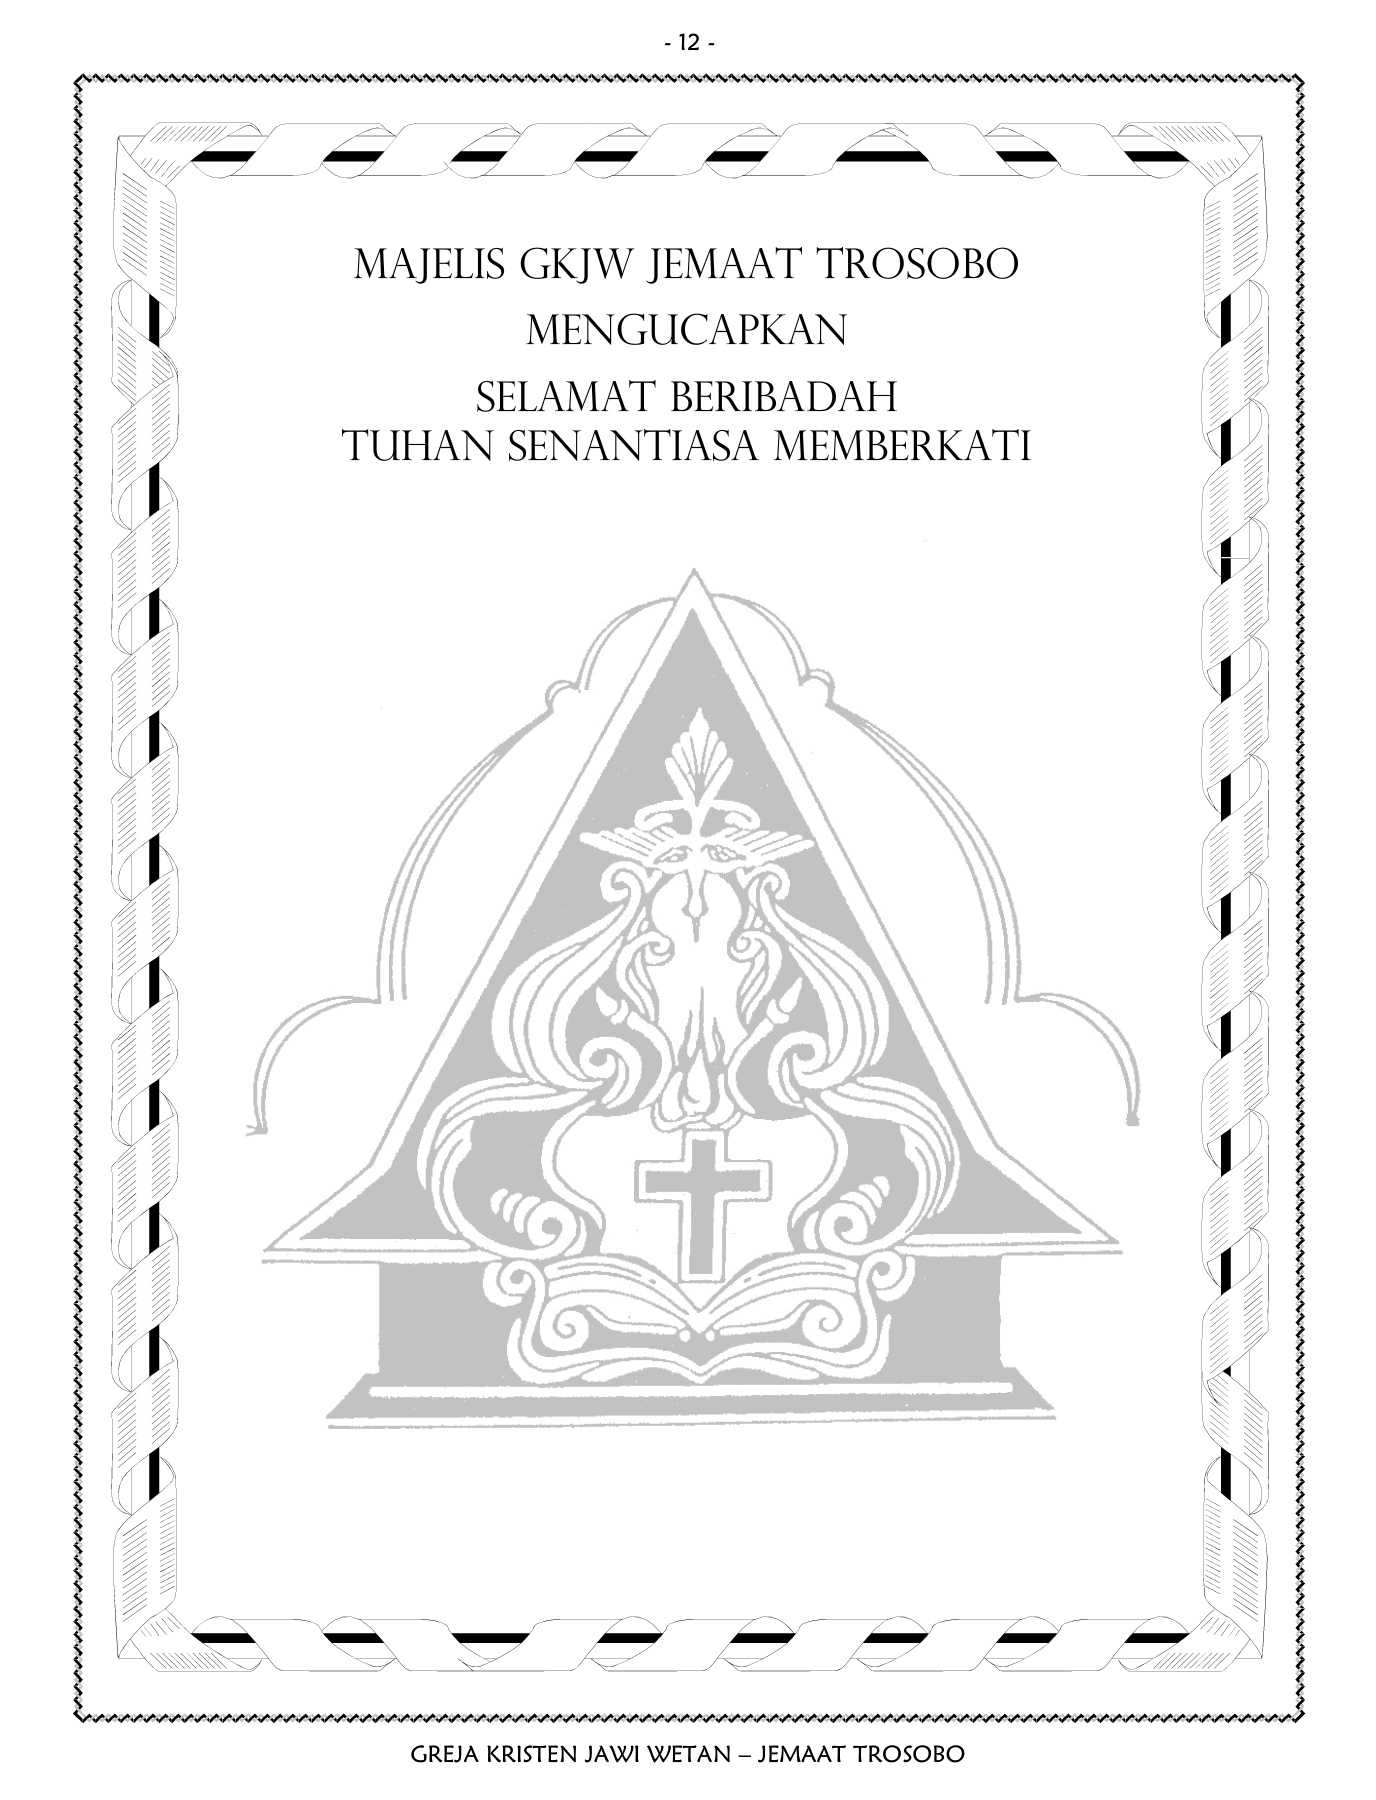 - 12 -
MAJELIS GKJW JEMAAT TROSOBO
MENGUCAPKAN
SELAMAT BERIBADAH
TUHAN SENANTIASA MEMBERKATI
GREJA KRISTEN JAWI WETAN – JEMAAT TROSOBO